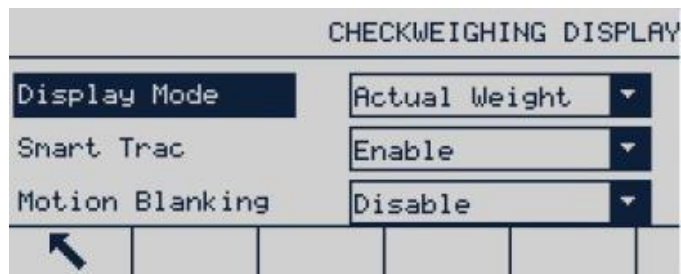 CHECKWEIGHING DISPLAY
Display Mode Actual Weight
Smart Trac Enable
Motion Blanking Disable